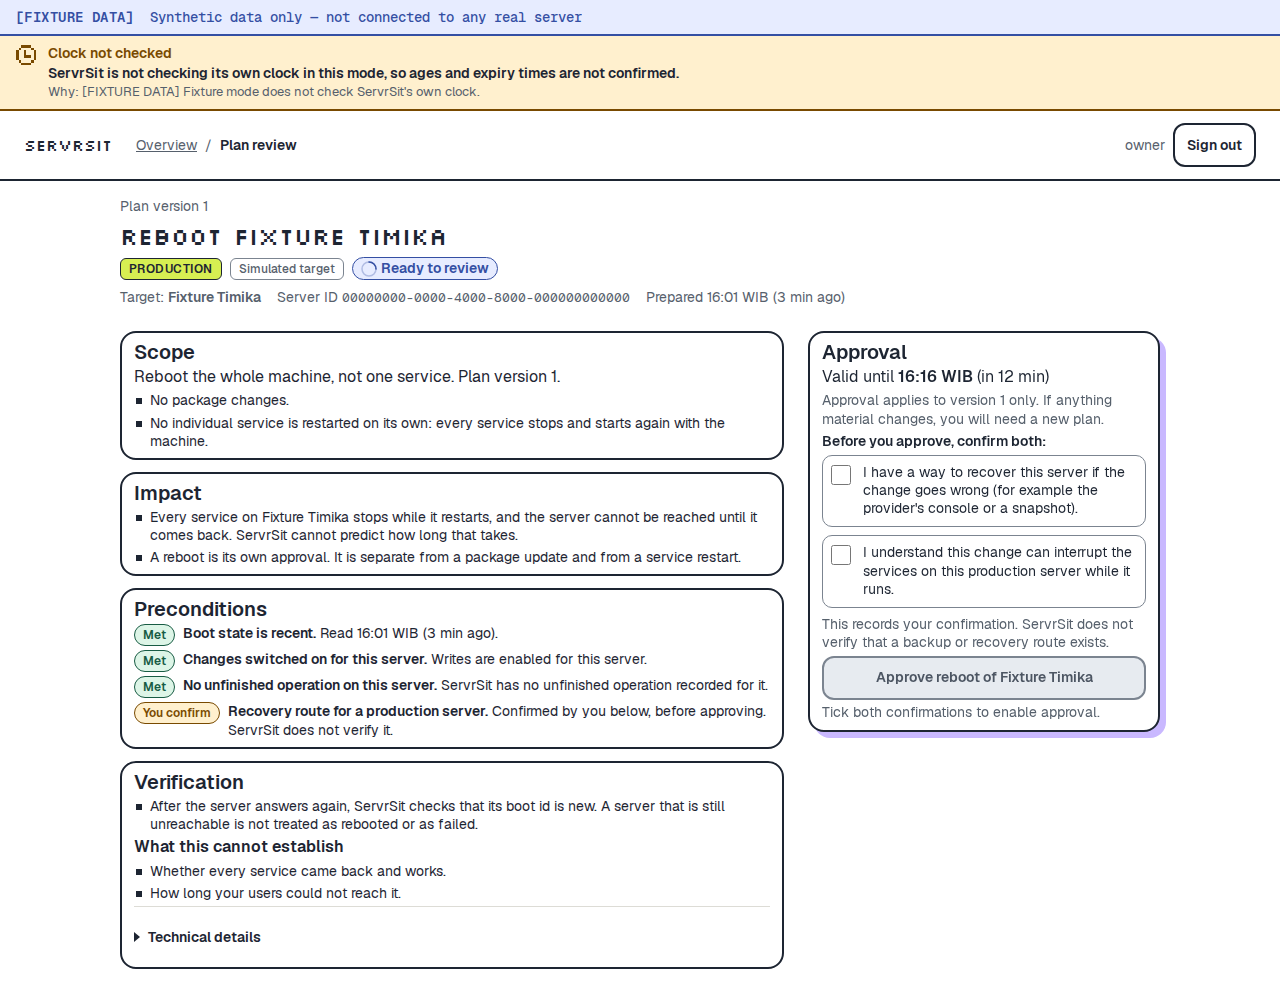 [FIXTURE DATA] Synthetic data only — not connected to any real server
Clock not checked
ServrSit is not checking its own clock in this mode, so ages and expiry times are not confirmed.
Why: [FIXTURE DATA] Fixture mode does not check ServrSit's own clock.
SERVRSIT
Overview / Plan review
owner
Sign out
Plan version 1
REBOOT FIXTURE TIMIKA
PRODUCTION
Simulated target
Ready to review
Target: Fixture Timika Server ID 00000000-0000-4000-8000-000000000000 Prepared 16:01 WIB (3 min ago)
Scope
Reboot the whole machine, not one service. Plan version 1.
No package changes.
No individual service is restarted on its own: every service stops and starts again with the
machine.
Impact
Every service on Fixture Timika stops while it restarts, and the server cannot be reached until it
comes back. ServrSit cannot predict how long that takes.
A reboot is its own approval. It is separate from a package update and from a service restart.
Preconditions
Met Boot state is recent. Read 16:01 WIB (3 min ago).
Met Changes switched on for this server. Writes are enabled for this server.
Met No unfinished operation on this server. ServrSit has no unfinished operation recorded for it.
You confirm Recovery route for a production server. Confirmed by you below, before approving.
ServrSit does not verify it.
Verification
After the server answers again, ServrSit checks that its boot id is new. A server that is still
unreachable is not treated as rebooted or as failed.
What this cannot establish
Whether every service came back and works.
How long your users could not reach it.
Technical details
Approval
Valid until 16:16 WIB (in 12 min)
Approval applies to version 1 only. If anything
material changes, you will need a new plan.
Before you approve, confirm both:
I have a way to recover this server if the
change goes wrong (for example the
provider's console or a snapshot).
I understand this change can interrupt the
services on this production server while it
runs.
This records your confirmation. ServrSit does not
verify that a backup or recovery route exists.
Approve reboot of Fixture Timika
Tick both confirmations to enable approval.